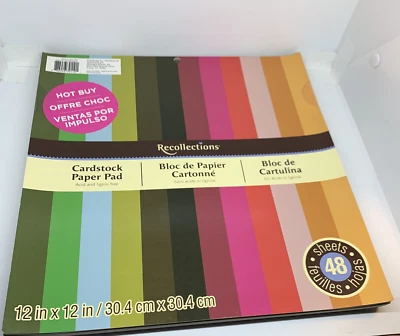 HOT BUY
OFFRE CHOC
VENTAS POR
IMPULSO
Recollections
Cardstock
Paper Pad
Acid and lignin free
Bloc de Papier
Cartonné
Bloc de
Cartulina
sheets
48
feuilles
hojas
12 in x 12 in / 30.4 cm x 30.4 cm